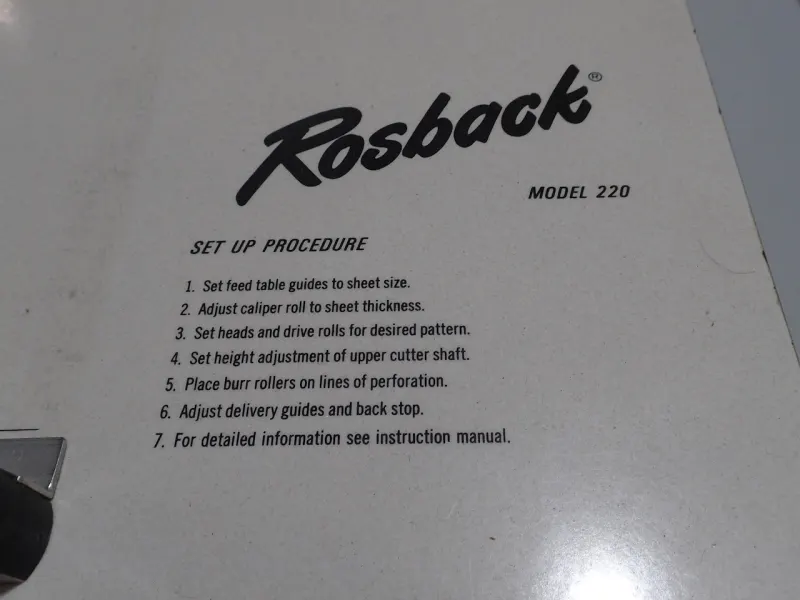 Rosback®
MODEL 220
SET UP PROCEDURE
1. Set feed table guides to sheet size.
2. Adjust caliper roll to sheet thickness.
3. Set heads and drive rolls for desired pattern.
4. Set height adjustment of upper cutter shaft.
5. Place burr rollers on lines of perforation.
6. Adjust delivery guides and back stop.
7. For detailed information see instruction manual.